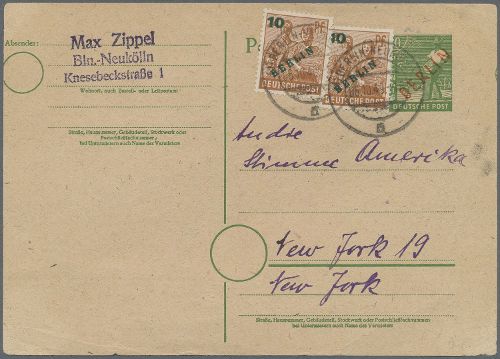 Absender:
Max Zippel
Bln.-Neukölln
Knesebeckstraße 1
Wohnort, auch Zustell- oder Leitpostamt
Straße, Hausnummer, Gebäudeteil, Stockwerk oder Postschließfachnummer,
bei Untermietern auch Name des Vermieters
10
BERLIN
DEUTSCHE POST
10
BERLIN
DEUTSCHE POST
BERLIN
DEUTSCHE POST
An die
Stimme Amerika
New York 19
New York
Straße, Hausnummer, Gebäudeteil, Stockwerk oder Postschließfachnummer
bei Untermietern auch Name des Vermieters